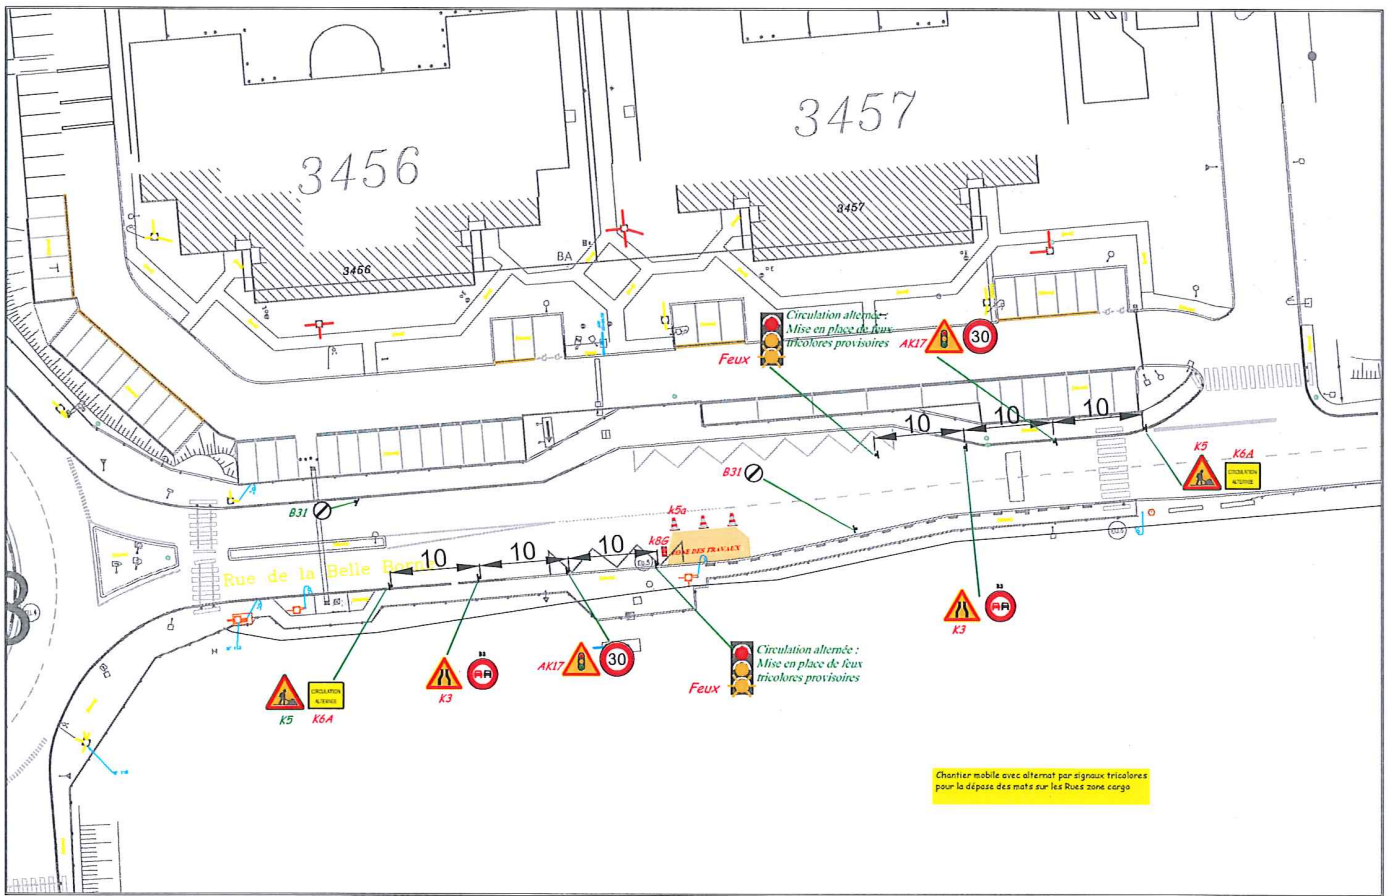 3456
3457
3457
3456
BA
Circulation alternée :
Mise en place de feux
tricolores provisoires
Feux
AK17
30
10
10
10
K5
K6A
CIRCULATION
ALTERNEE
B31
B31
k5a
k8G
ZONE DES TRAVAUX
10
10
10
Rue de la Belle Borne
K3
AK17
30
K3
K5
K6A
CIRCULATION
ALTERNEE
Feux
Circulation alternée :
Mise en place de feux
tricolores provisoires
Chantier mobile avec alternat par signaux tricolores
pour la dépose des mats sur les Rues zone cargo